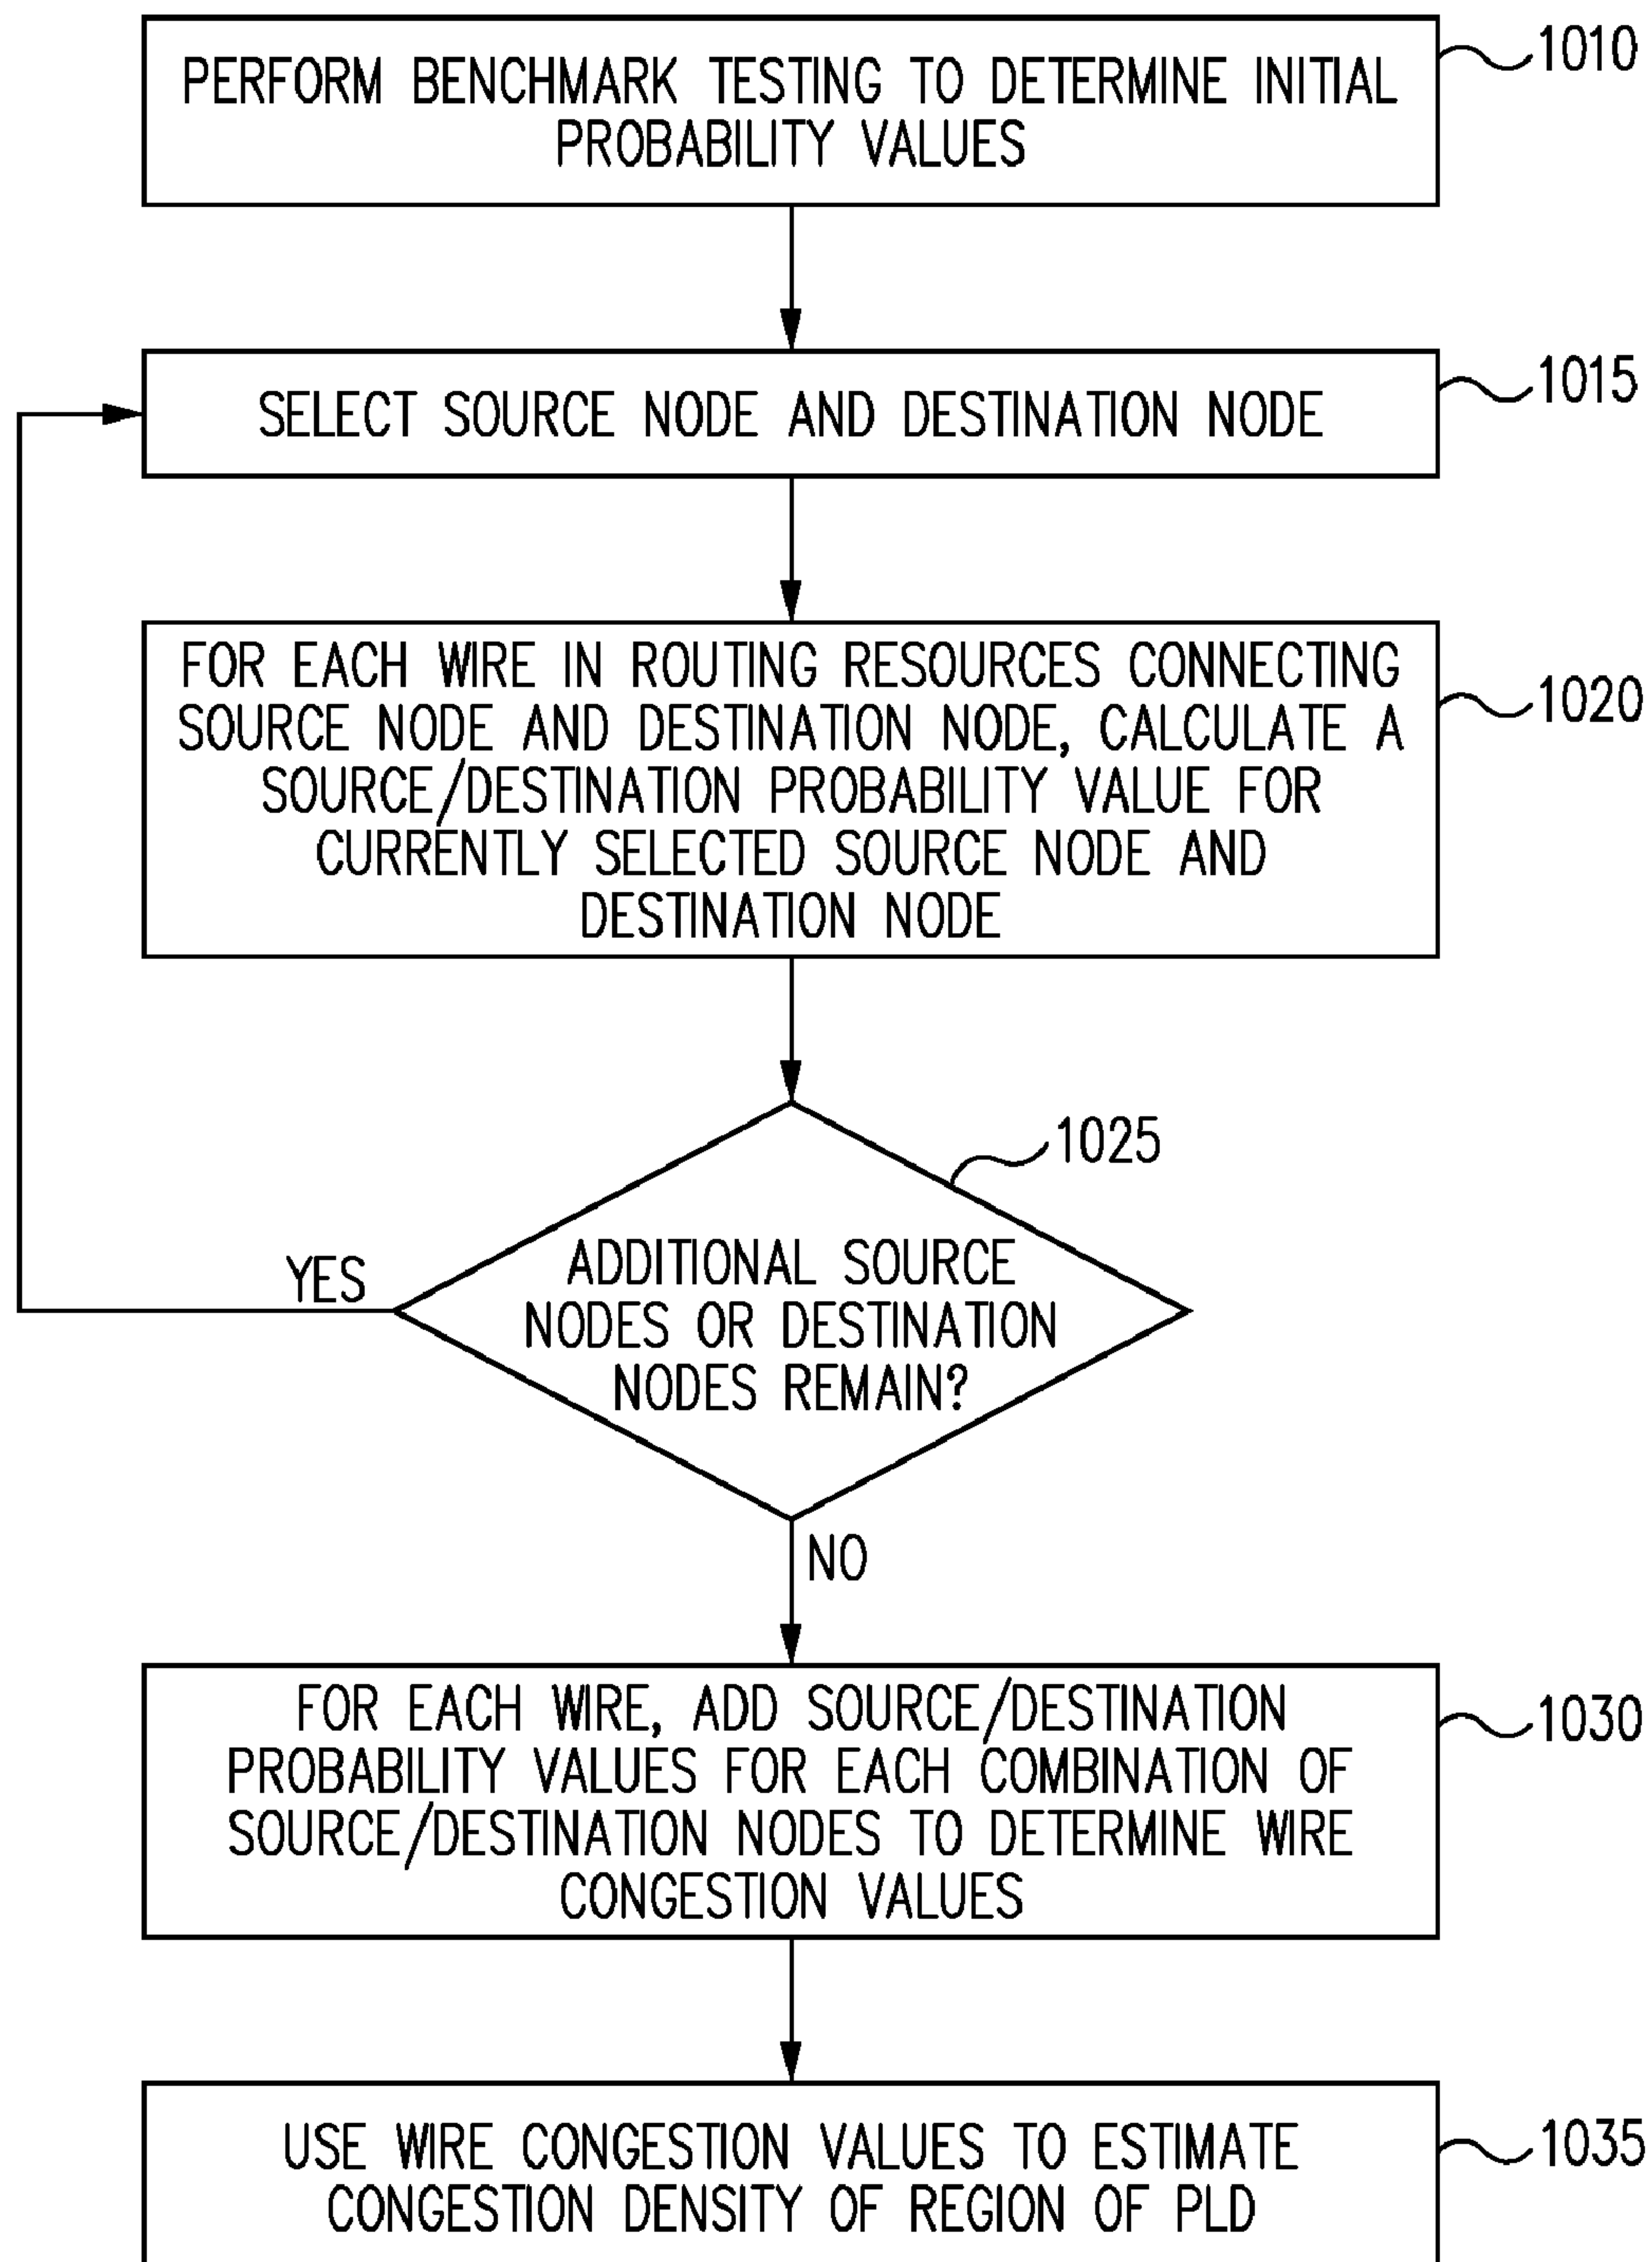 PERFORM BENCHMARK TESTING TO DETERMINE INITIAL
PROBABILITY VALUES
1010
SELECT SOURCE NODE AND DESTINATION NODE
1015
FOR EACH WIRE IN ROUTING RESOURCES CONNECTING
SOURCE NODE AND DESTINATION NODE, CALCULATE A
SOURCE/DESTINATION PROBABILITY VALUE FOR
CURRENTLY SELECTED SOURCE NODE AND
DESTINATION NODE
1020
1025
ADDITIONAL SOURCE
NODES OR DESTINATION
NODES REMAIN?
YES
NO
FOR EACH WIRE, ADD SOURCE/DESTINATION
PROBABILITY VALUES FOR EACH COMBINATION OF
SOURCE/DESTINATION NODES TO DETERMINE WIRE
CONGESTION VALUES
1030
USE WIRE CONGESTION VALUES TO ESTIMATE
CONGESTION DENSITY OF REGION OF PLD
1035